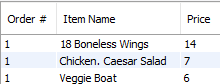 Order # Item Name Price
1 18 Boneless Wings 14
1 Chicken. Caesar Salad 7
1 Veggie Boat 6